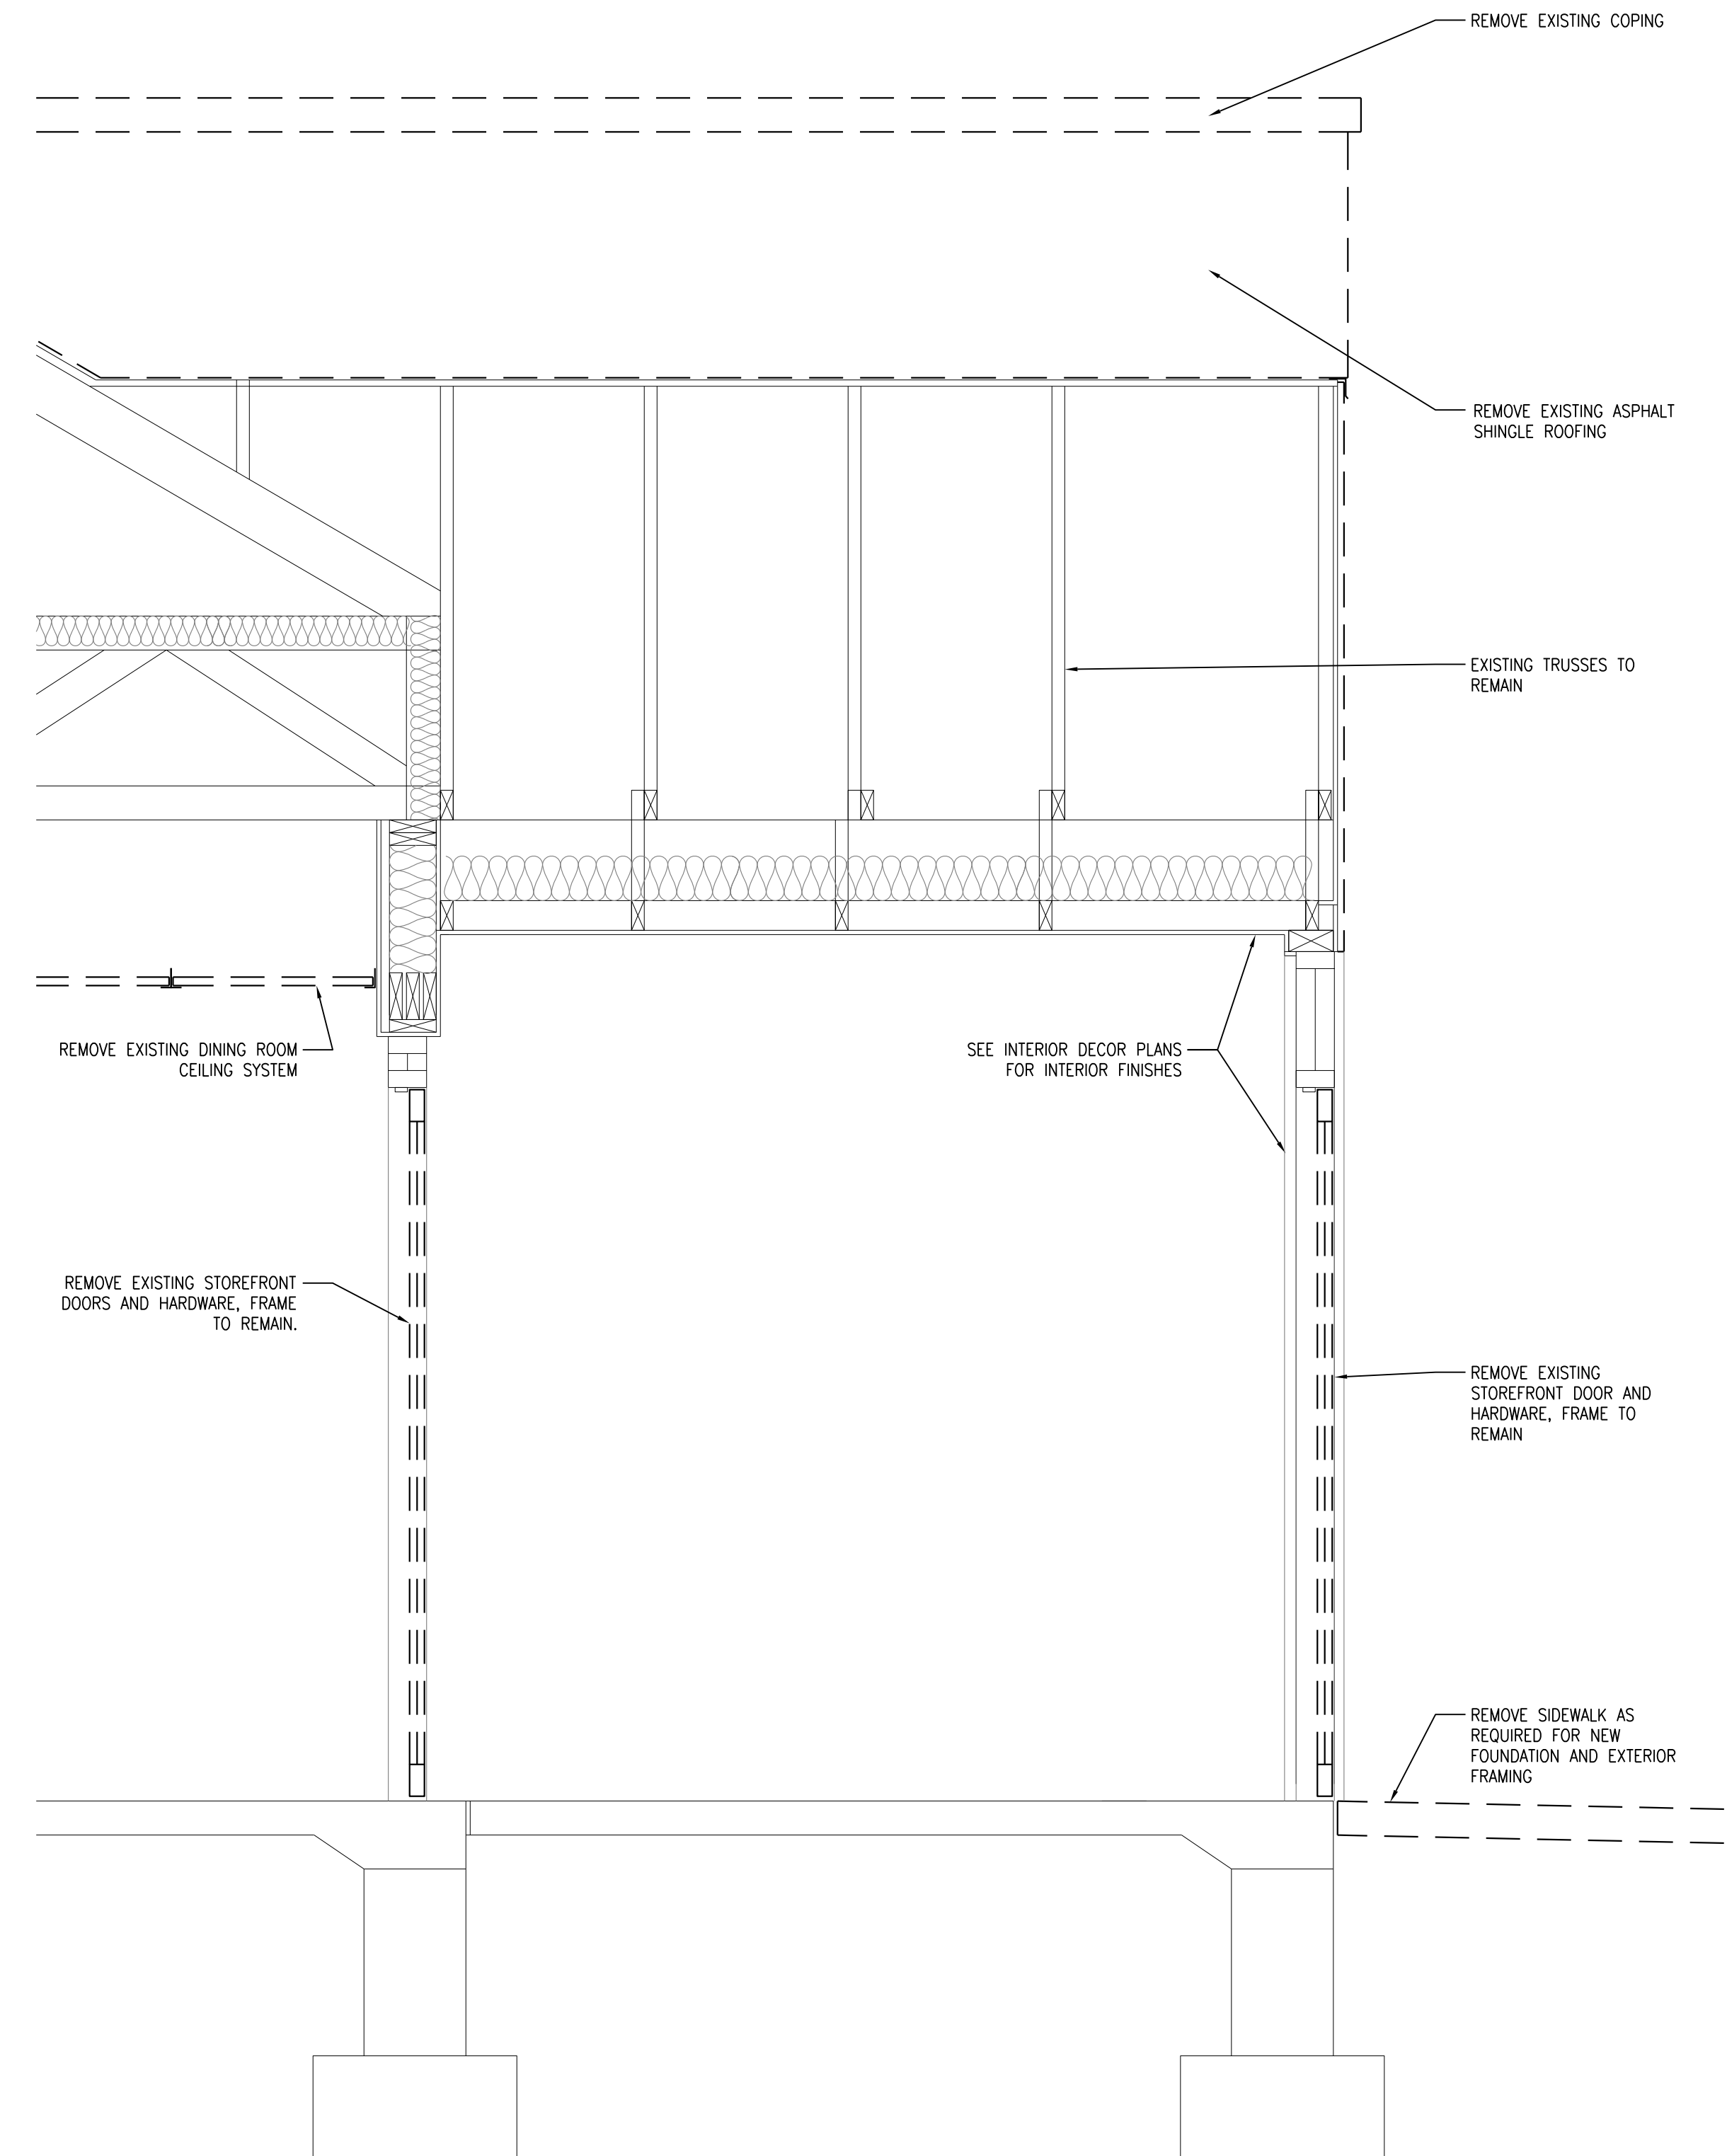 REMOVE EXISTING COPING
REMOVE EXISTING ASPHALT
SHINGLE ROOFING
EXISTING TRUSSES TO
REMAIN
REMOVE EXISTING DINING ROOM
CEILING SYSTEM
SEE INTERIOR DECOR PLANS
FOR INTERIOR FINISHES
REMOVE EXISTING STOREFRONT
DOORS AND HARDWARE, FRAME
TO REMAIN.
REMOVE EXISTING
STOREFRONT DOOR AND
HARDWARE, FRAME TO
REMAIN
REMOVE SIDEWALK AS
REQUIRED FOR NEW
FOUNDATION AND EXTERIOR
FRAMING